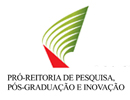 PRÓ-REITORIA DE PESQUISA,
PÓS-GRADUAÇÃO E INOVAÇÃO